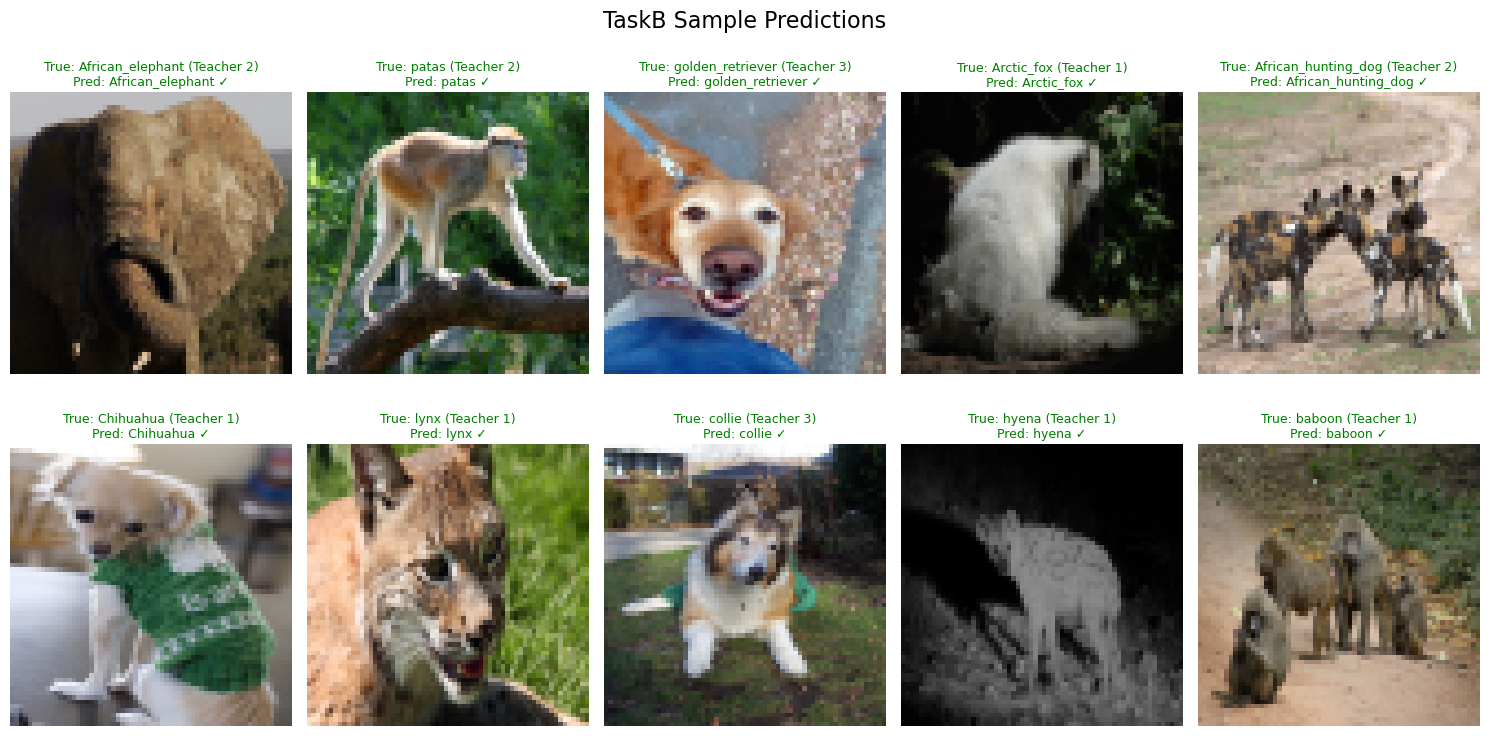 TaskB Sample Predictions
True: African_elephant (Teacher 2)
Pred: African_elephant ✓
True: patas (Teacher 2)
Pred: patas ✓
True: golden_retriever (Teacher 3)
Pred: golden_retriever ✓
True: Arctic_fox (Teacher 1)
Pred: Arctic_fox ✓
True: African_hunting_dog (Teacher 2)
Pred: African_hunting_dog ✓
True: Chihuahua (Teacher 1)
Pred: Chihuahua ✓
True: lynx (Teacher 1)
Pred: lynx ✓
True: collie (Teacher 3)
Pred: collie ✓
True: hyena (Teacher 1)
Pred: hyena ✓
True: baboon (Teacher 1)
Pred: baboon ✓